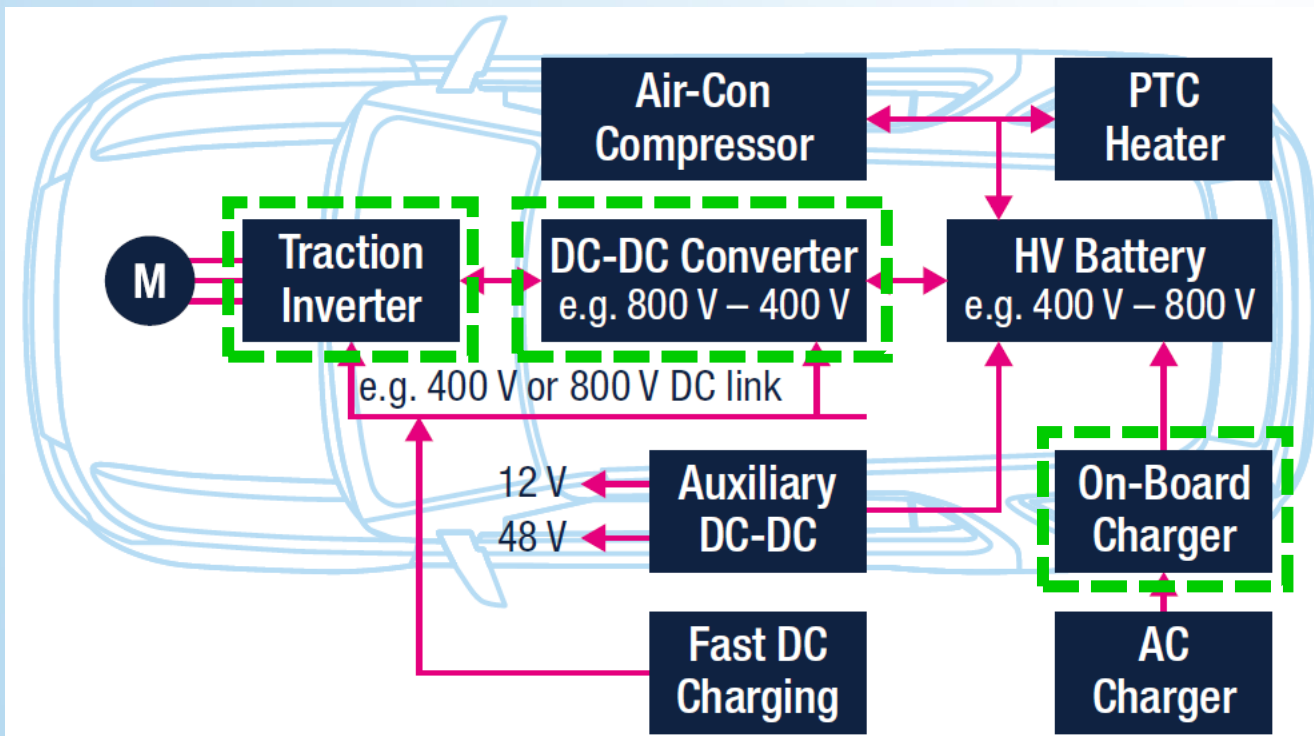 Air-Con
Compressor
PTC
Heater
M
Traction
Inverter
DC-DC Converter
e.g. 800 V – 400 V
HV Battery
e.g. 400 V – 800 V
e.g. 400 V or 800 V DC link
12 V
48 V
Auxiliary
DC-DC
On-Board
Charger
Fast DC
Charging
AC
Charger